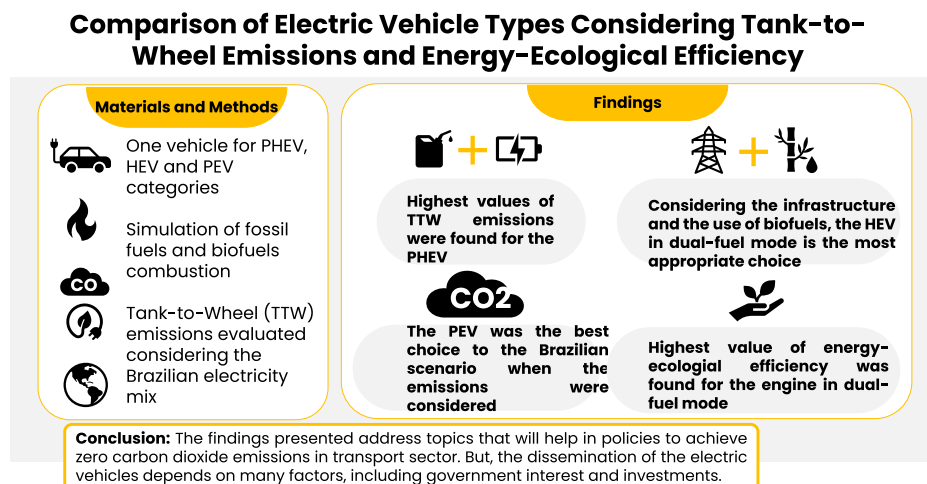 Comparison of Electric Vehicle Types Considering Tank-to-
Wheel Emissions and Energy-Ecological Efficiency
Materials and Methods
One vehicle for PHEV,
HEV and PEV
categories
Simulation of fossil
fuels and biofuels
combustion
CO
Tank-to-Wheel (TTW)
emissions evaluated
considering the
Brazilian electricity
mix
Findings
Highest values of
TTW emissions
were found for the
PHEV
Considering the infrastructure
and the use of biofuels, the HEV
in dual-fuel mode is the most
appropriate choice
CO2
The PEV was the best
choice to the Brazilian
scenario when the
emissions were
considered
Highest value of energy-
ecologial efficiency was
found for the engine in dual-
fuel mode
Conclusion: The findings presented address topics that will help in policies to achieve
zero carbon dioxide emissions in transport sector. But, the dissemination of the electric
vehicles depends on many factors, including government interest and investments.